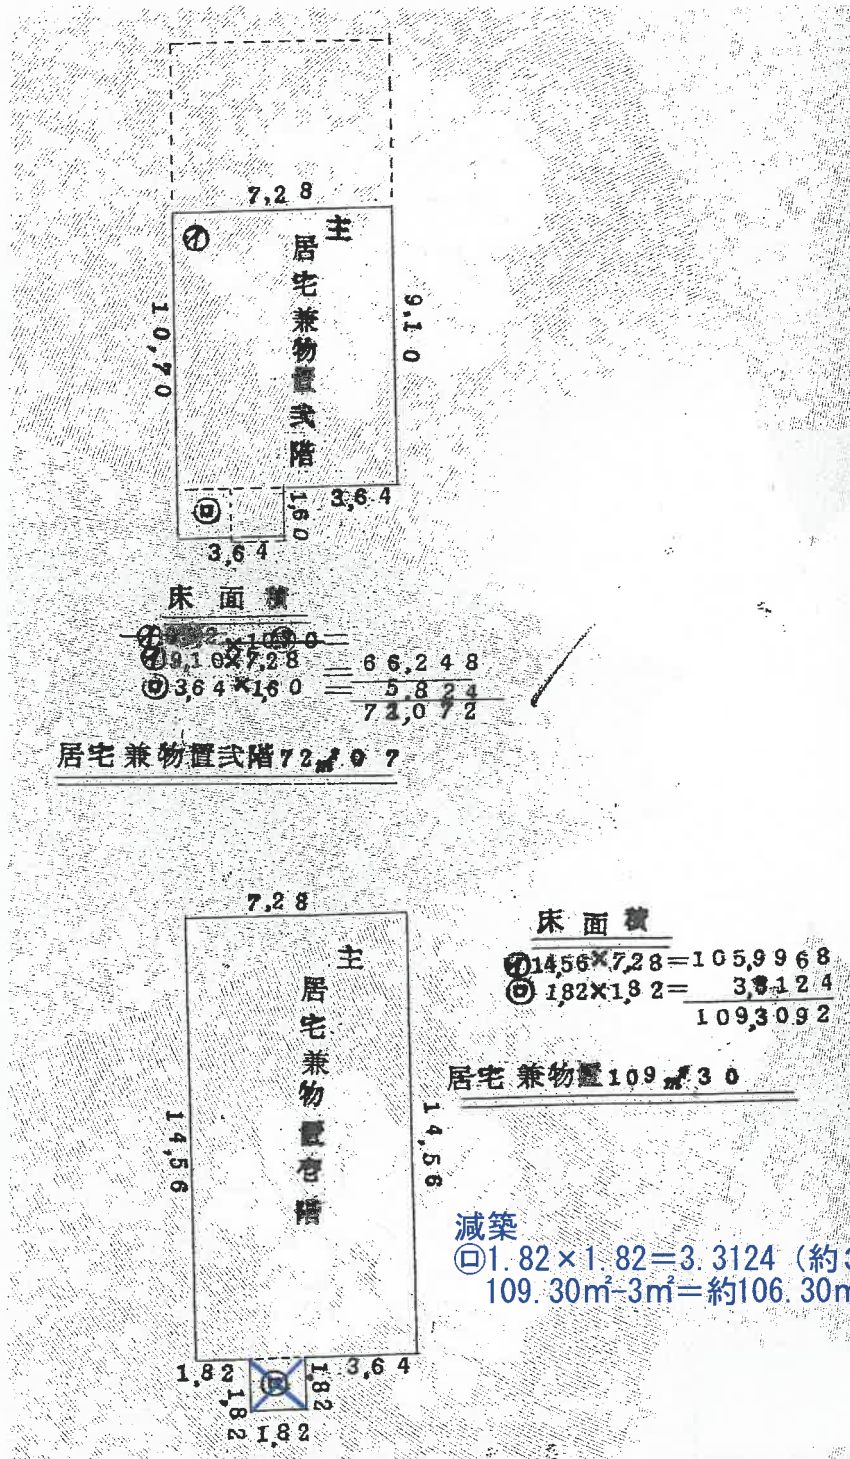 7,28
㋑
主
居宅兼物置弐階
10,70
9,10
㋺
1,60
3,64
3,64
床面積
㋑9,10×7,28=66,248
㋺3,64×1,60=5,824
72,072
居宅兼物置弐階72㎡07
7,28
主
居宅兼物置壱階
14,56
14,56
床面積
㋑14,56×7,28=105,9968
㋺1,82×1,82=3,3124
109,3092
居宅兼物置109㎡30
減築
㋺1.82×1.82=3.3124(約3
109.30㎡-3㎡=約106.30m
1,82
㋺
1,82
3,64
1,82
1,82